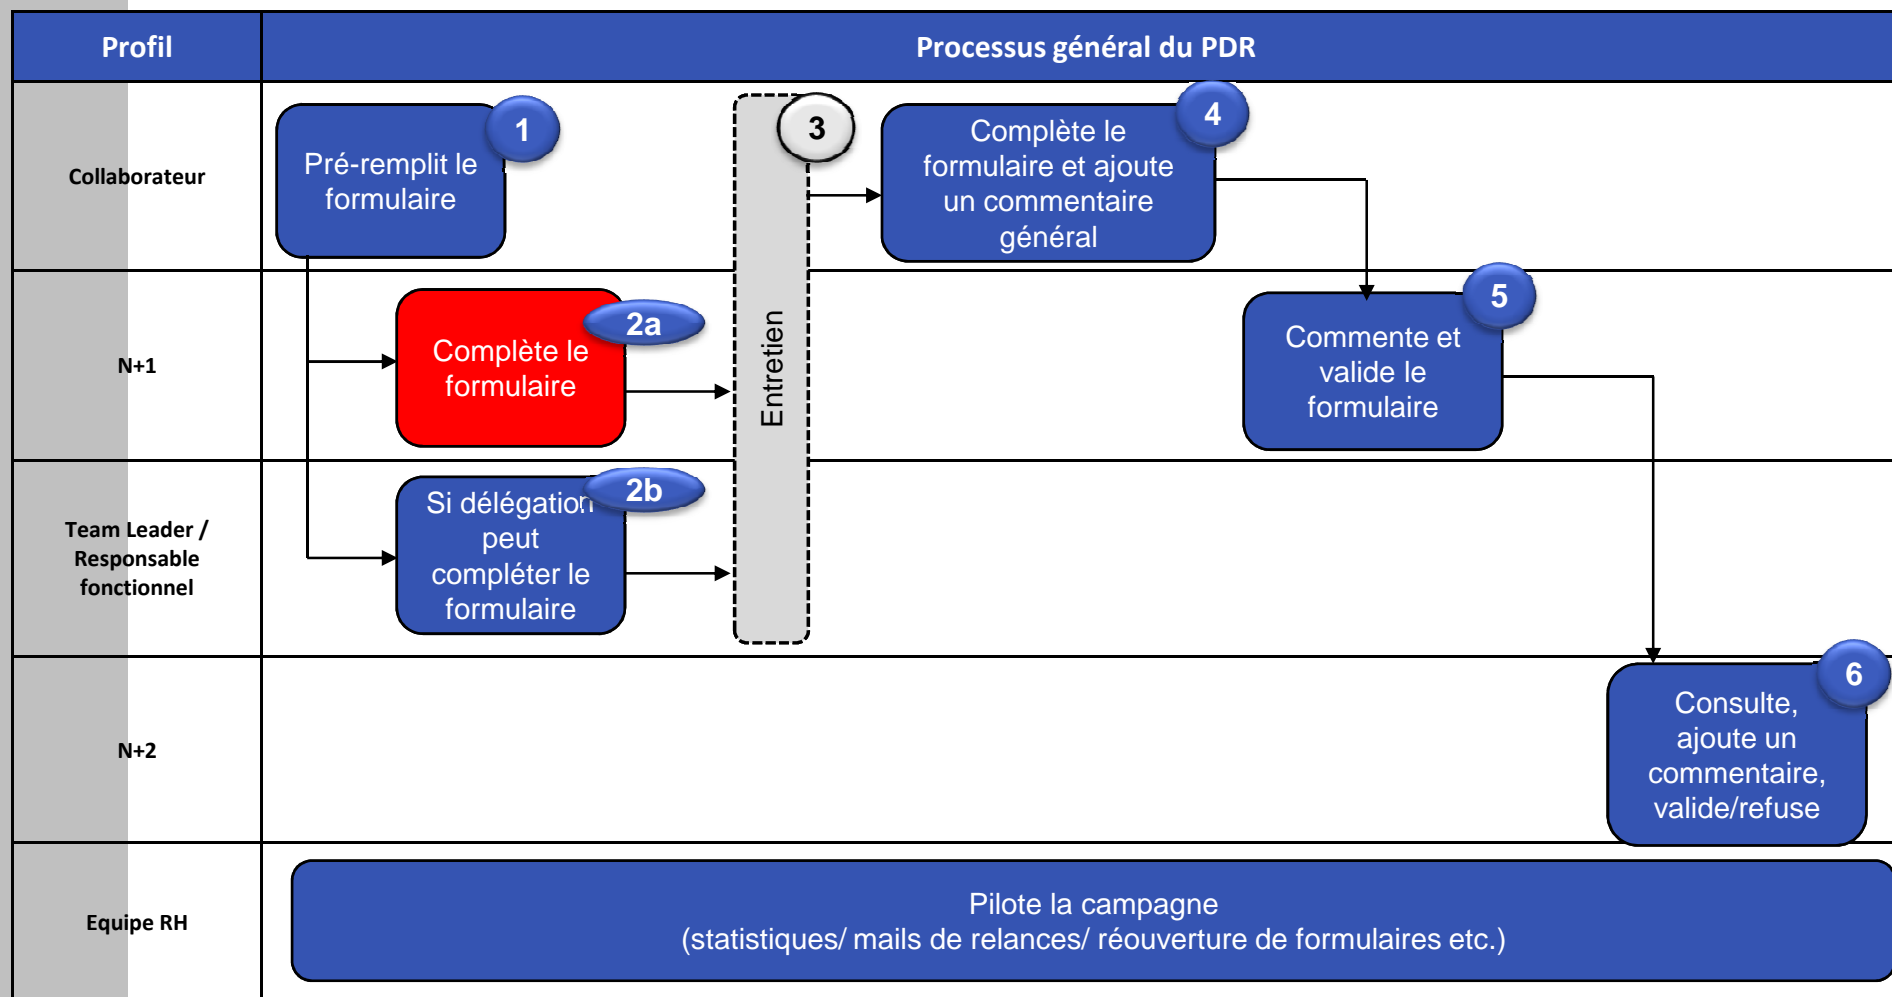 Profil
Processus général du PDR
Collaborateur
1
Pré-remplit le
formulaire
3
4
Complète le
formulaire et ajoute
un commentaire
général
N+1
2a
Complète le
formulaire
Entretien
5
Commente et
valide le
formulaire
Team Leader /
Responsable
fonctionnel
2b
Si délégation
peut
compléter le
formulaire
N+2
6
Consulte,
ajoute un
commentaire,
valide/refuse
Equipe RH
Pilote la campagne
(statistiques/ mails de relances/ réouverture de formulaires etc.)